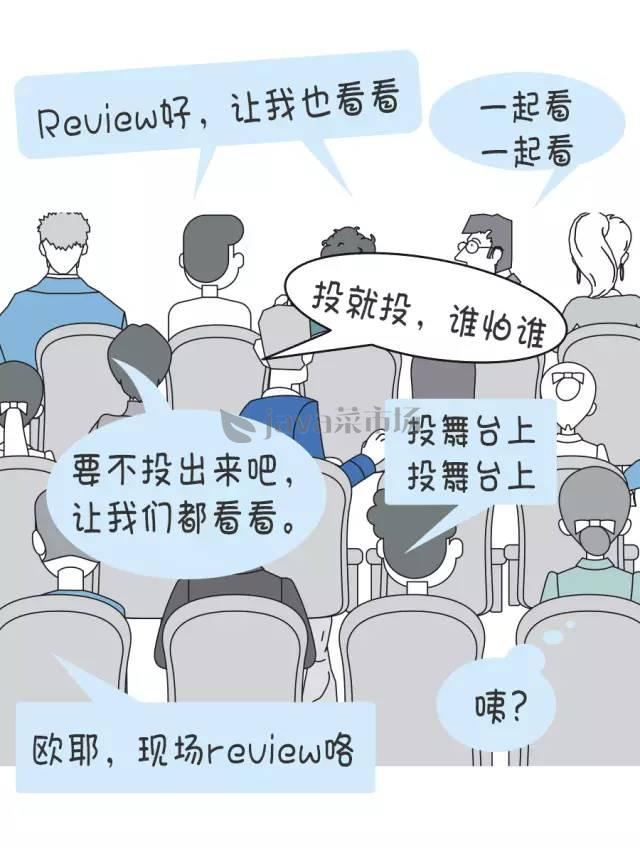 Review好，让我也看看
一起看
一起看
投就投，谁怕谁
java菜市场
投舞台上
投舞台上
要不投出来吧，
让我们都看看。
咦？
欧耶，现场review咯